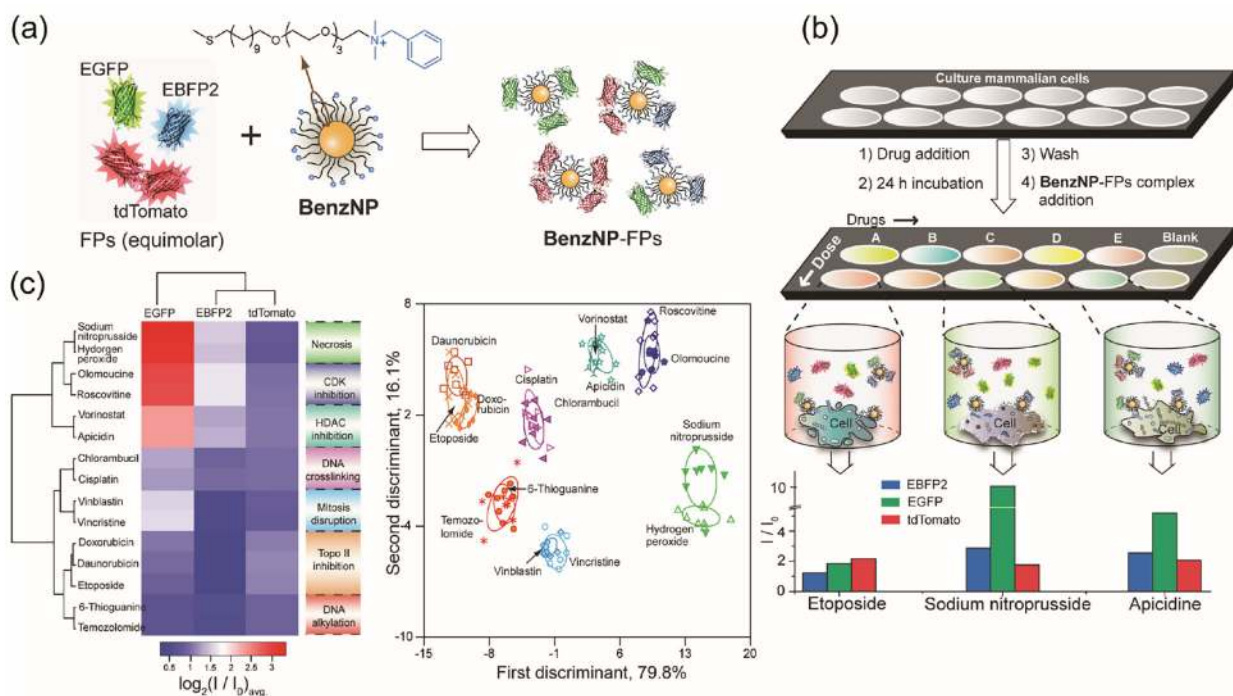 (a)
S
9
O
O
3
N+
EGFP
EBFP2
+
tdTomato
FPs (equimolar)
BenzNP
BenzNP-FPs
(b)
Culture mammalian cells
1) Drug addition
2) 24 h incubation
3) Wash
4) BenzNP-FPs complex
addition
Drugs
Dose
A B C D E Blank
Cell
Cell
Cell
EBFP2
EGFP
tdTomato
I / I0
10
4
2
0
Etoposide
Sodium nitroprusside
Apicidine
(c)
EGFP EBFP2 tdTomato
Sodium
nitroprusside
Hydorgen
peroxide
Olomoucine
Roscovitine
Vorinostat
Apicidin
Chlorambucil
Cisplatin
Vinblastin
Vincristine
Doxorubicin
Daunorubicin
Etoposide
6-Thioguanine
Temozolomide
Necrosis
CDK
inhibition
HDAC
inhibition
DNA
crosslinking
Mitosis
disruption
Topo II
inhibition
DNA
alkylation
0.5 1 1.5 2 2.5 3
log2(I / I0)avg.
Second discriminant, 16.1%
8
2
-4
-10
-15 -8 -1 6 13 20
First discriminant, 79.8%
Daunorubicin
Doxo-
rubicin
Etoposide
Cisplatin
Chlorambucil
Vorinostat
Apicidin
Roscovitine
Olomoucine
Sodium
nitroprusside
Hydrogen
peroxide
6-Thioguanine
Temozo-
lomide
Vinblastin
Vincristine